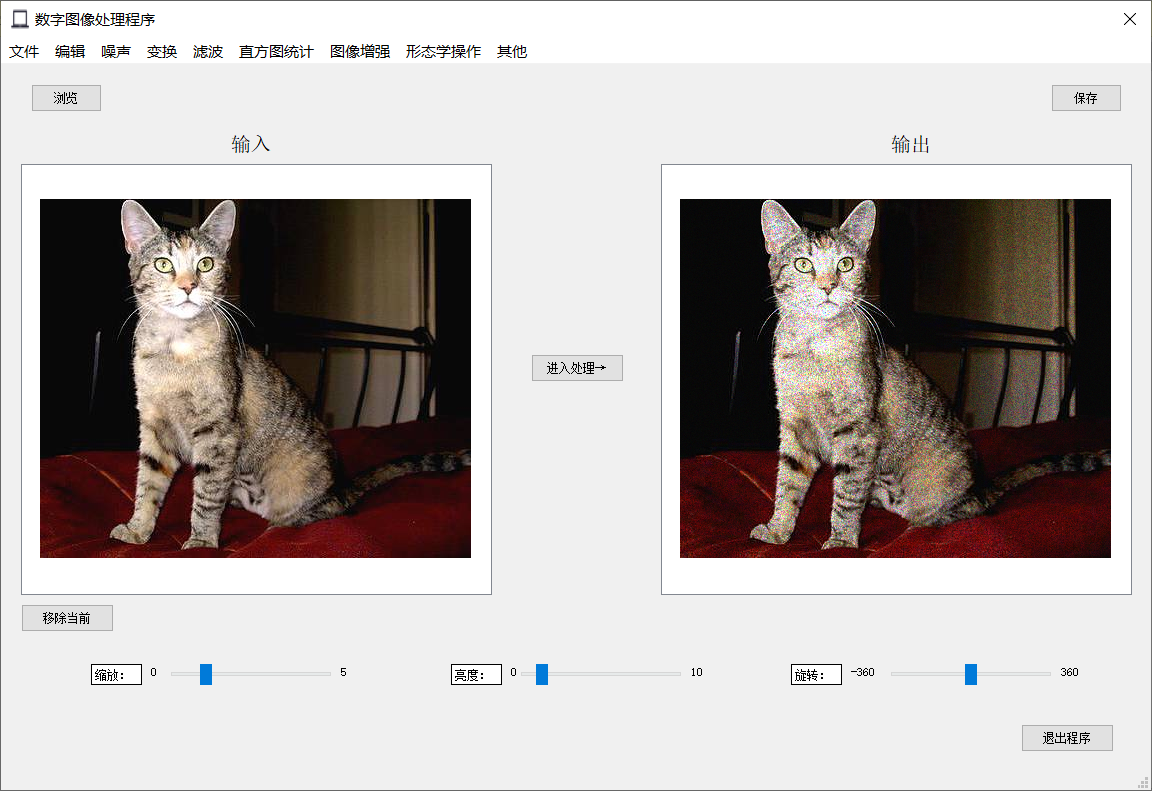 数字图像处理程序
文件 编辑 噪声 变换 滤波 直方图统计 图像增强 形态学操作 其他
浏览 保存
输入 输出
进入处理→
移除当前
缩放： 0 5 亮度： 0 10 旋转： -360 360
退出程序